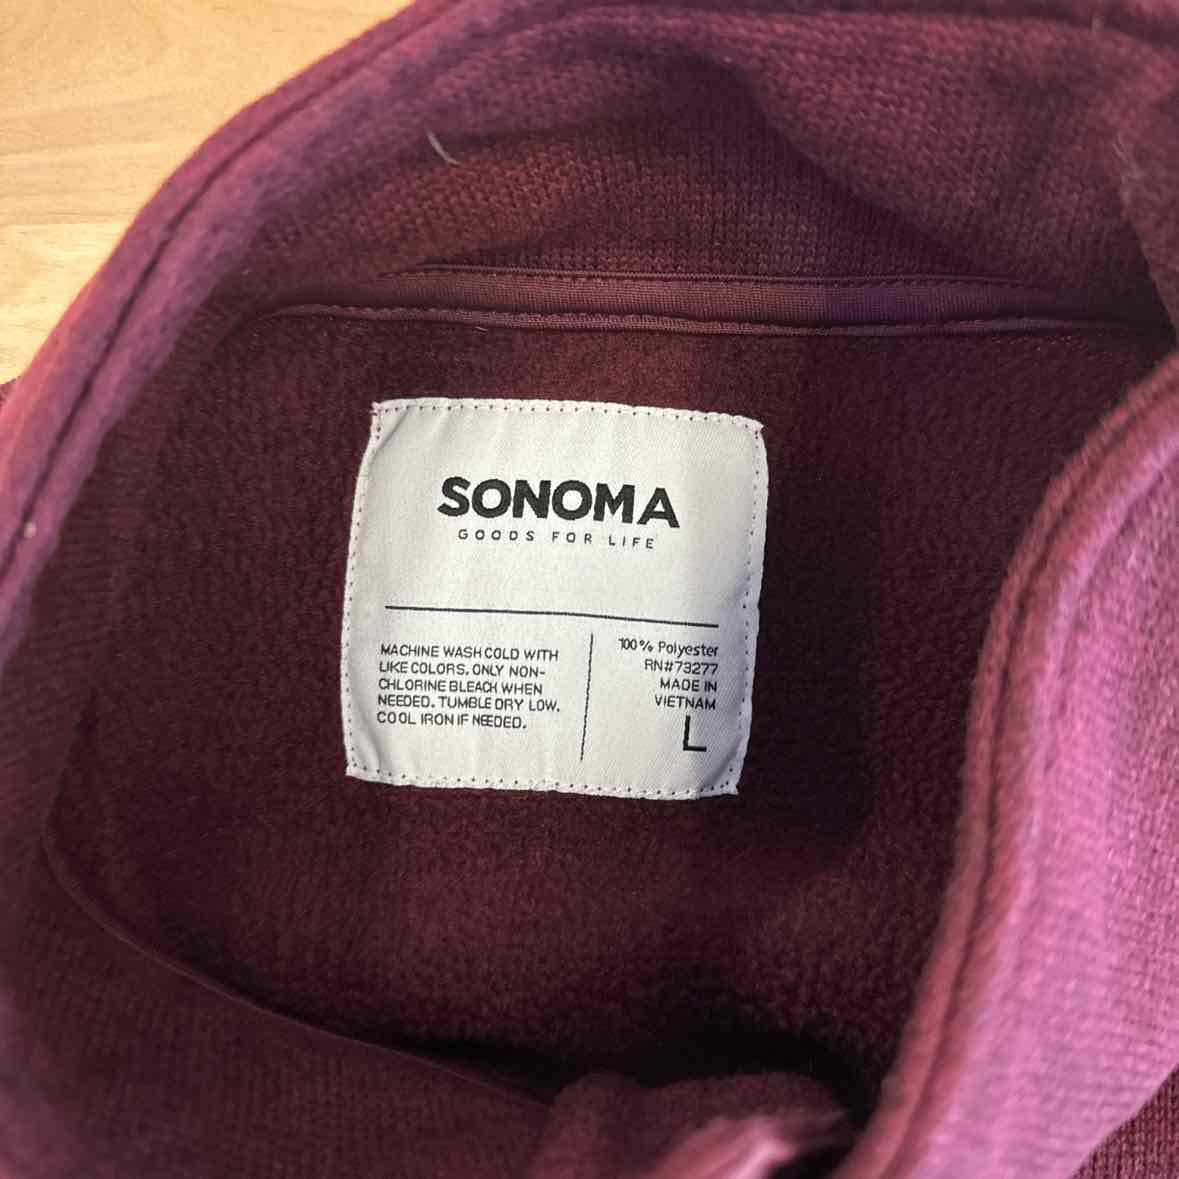 SONOMA
GOODS FOR LIFE
MACHINE WASH COLD WITH
LIKE COLORS. ONLY NON-
CHLORINE BLEACH WHEN
NEEDED. TUMBLE DRY LOW.
COOL IRON IF NEEDED.
100% Polyester
RN#73277
MADE IN
VIETNAM
L